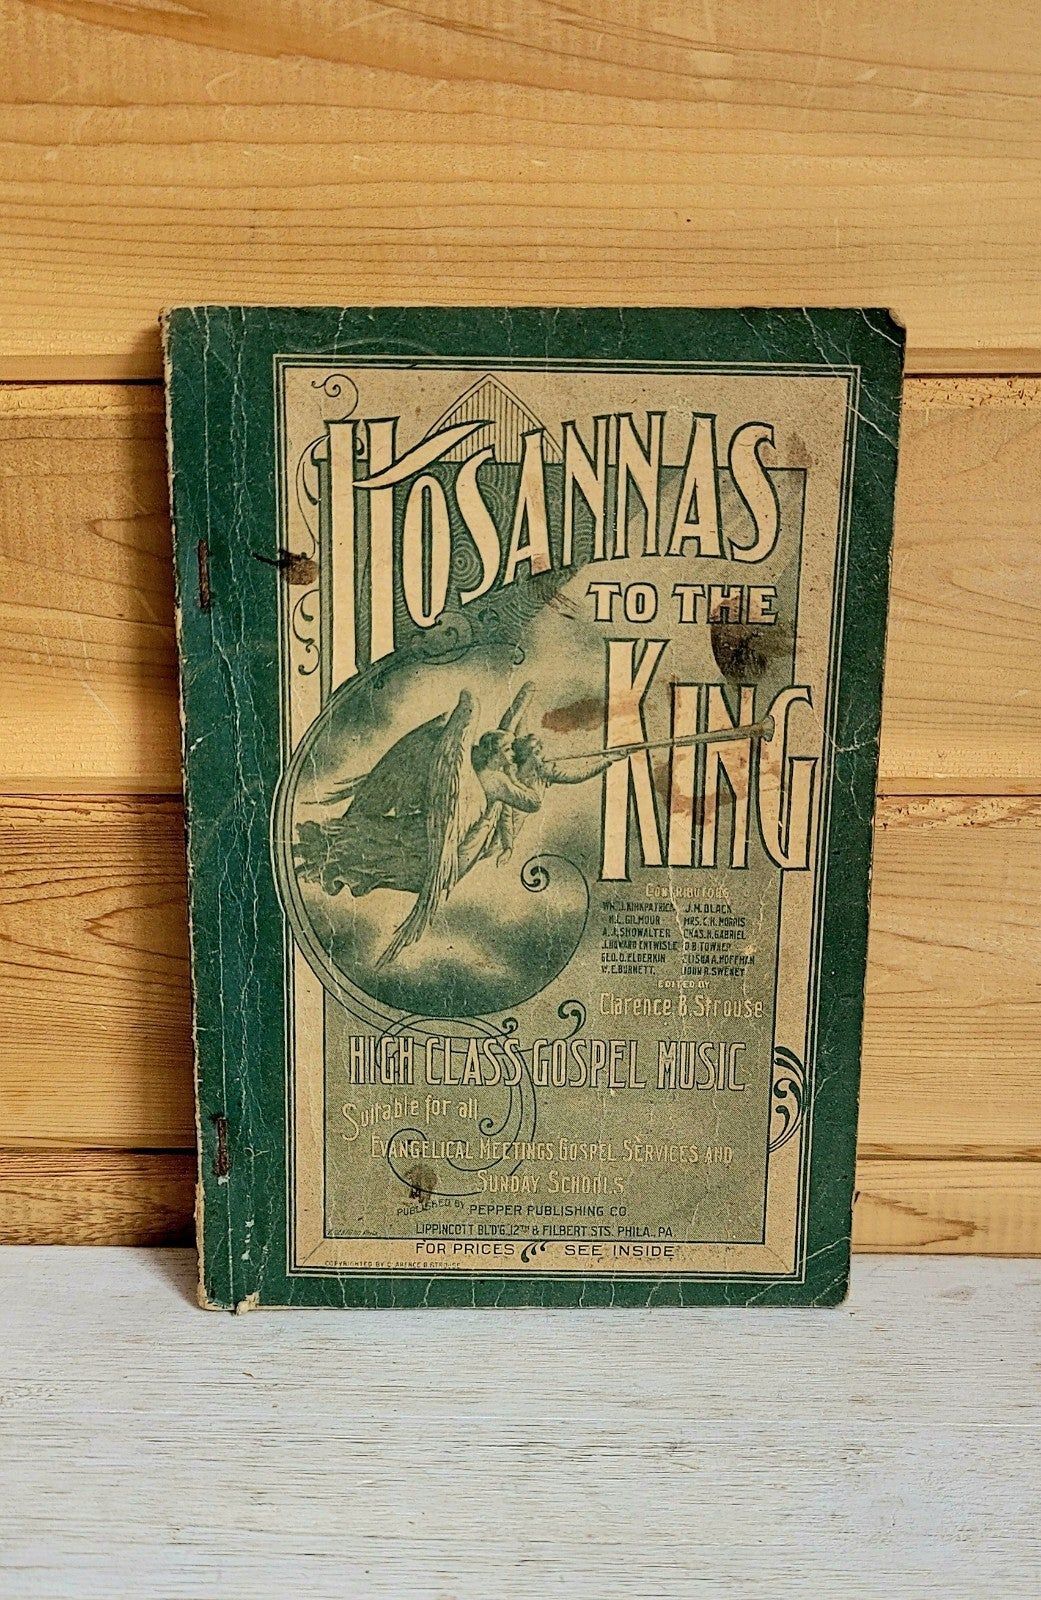 HOSANNAS
TO THE
KING
CONTRIBUTORS
WM. J. KIRKPATRICK J. M. BLACK
H. L. GILMOUR MRS. C. H. MORRIS
A. J. SHOWALTER CHAS. H. GABRIEL
J. HOWARD ENTWISLE D. B. TOWNER
GEO. O. ELDERKIN ELISHA A. HOFFMAN
W. E. BURNETT. JOHN R. SWENEY
EDITED BY
Clarence B. Strouse
HIGH CLASS GOSPEL MUSIC
Suitable for all
EVANGELICAL MEETINGS GOSPEL SERVICES AND
SUNDAY SCHOOLS
PUBLISHED BY PEPPER PUBLISHING CO.
LIPPINCOTT BLD'G, 12TH & FILBERT STS. PHILA., PA.
FOR PRICES SEE INSIDE
COPYRIGHTED BY CLARENCE B. STROUSE